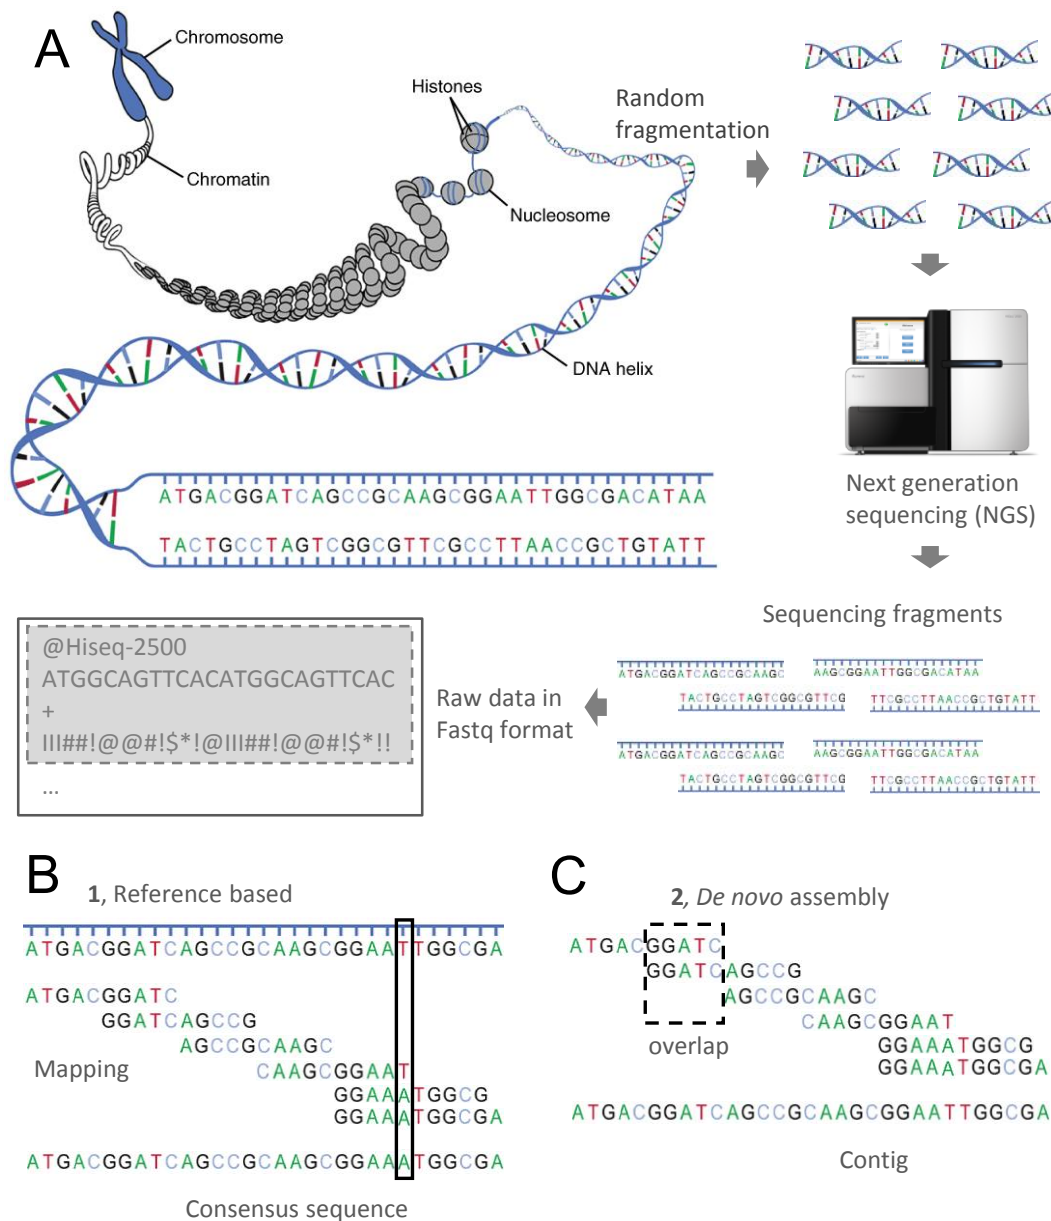 A
Chromosome
Chromatin
Histones
Nucleosome
DNA helix
Random
fragmentation
ATGACGGATCAGCCGCAAGCGGAATTGGCGACATAA
TACTGCCTAGTCGGCGTTCGCCTTAACCGCTGTATT
Next generation
sequencing (NGS)
Sequencing fragments
ATGACGGATCAGCCGCAAGC
AAGCGGAATTGGCGACATAA
TACTGCCTAGTCGGCGTTCG
TTCGCCTTAACCGCTGTATT
ATGACGGATCAGCCGCAAGC
AAGCGGAATTGGCGACATAA
TACTGCCTAGTCGGCGTTCG
TTCGCCTTAACCGCTGTATT
Raw data in
Fastq format
@Hiseq-2500
ATGGCAGTTCACATGGCAGTTCAC
+
III##!@@#!$*!@III##!@@#!$*!!
...
B
1, Reference based
ATGACGGATCAGCCGCAAGCGGAATTGGCGA
ATGACGGATC
GGATCAGCCG
AGCCGCAAGC
Mapping
CAAGCGGAAT
GGAAATGGCG
GGAAATGGCGA
ATGACGGATCAGCCGCAAGCGGAAATGGCGA
Consensus sequence
C
2, De novo assembly
ATGACGGATC
GGATCAGCCG
AGCCGCAAGC
CAAGCGGAAT
overlap
GGAAATGGCG
GGAAATGGCGA
ATGACGGATCAGCCGCAAGCGGAATTGGCGA
Contig